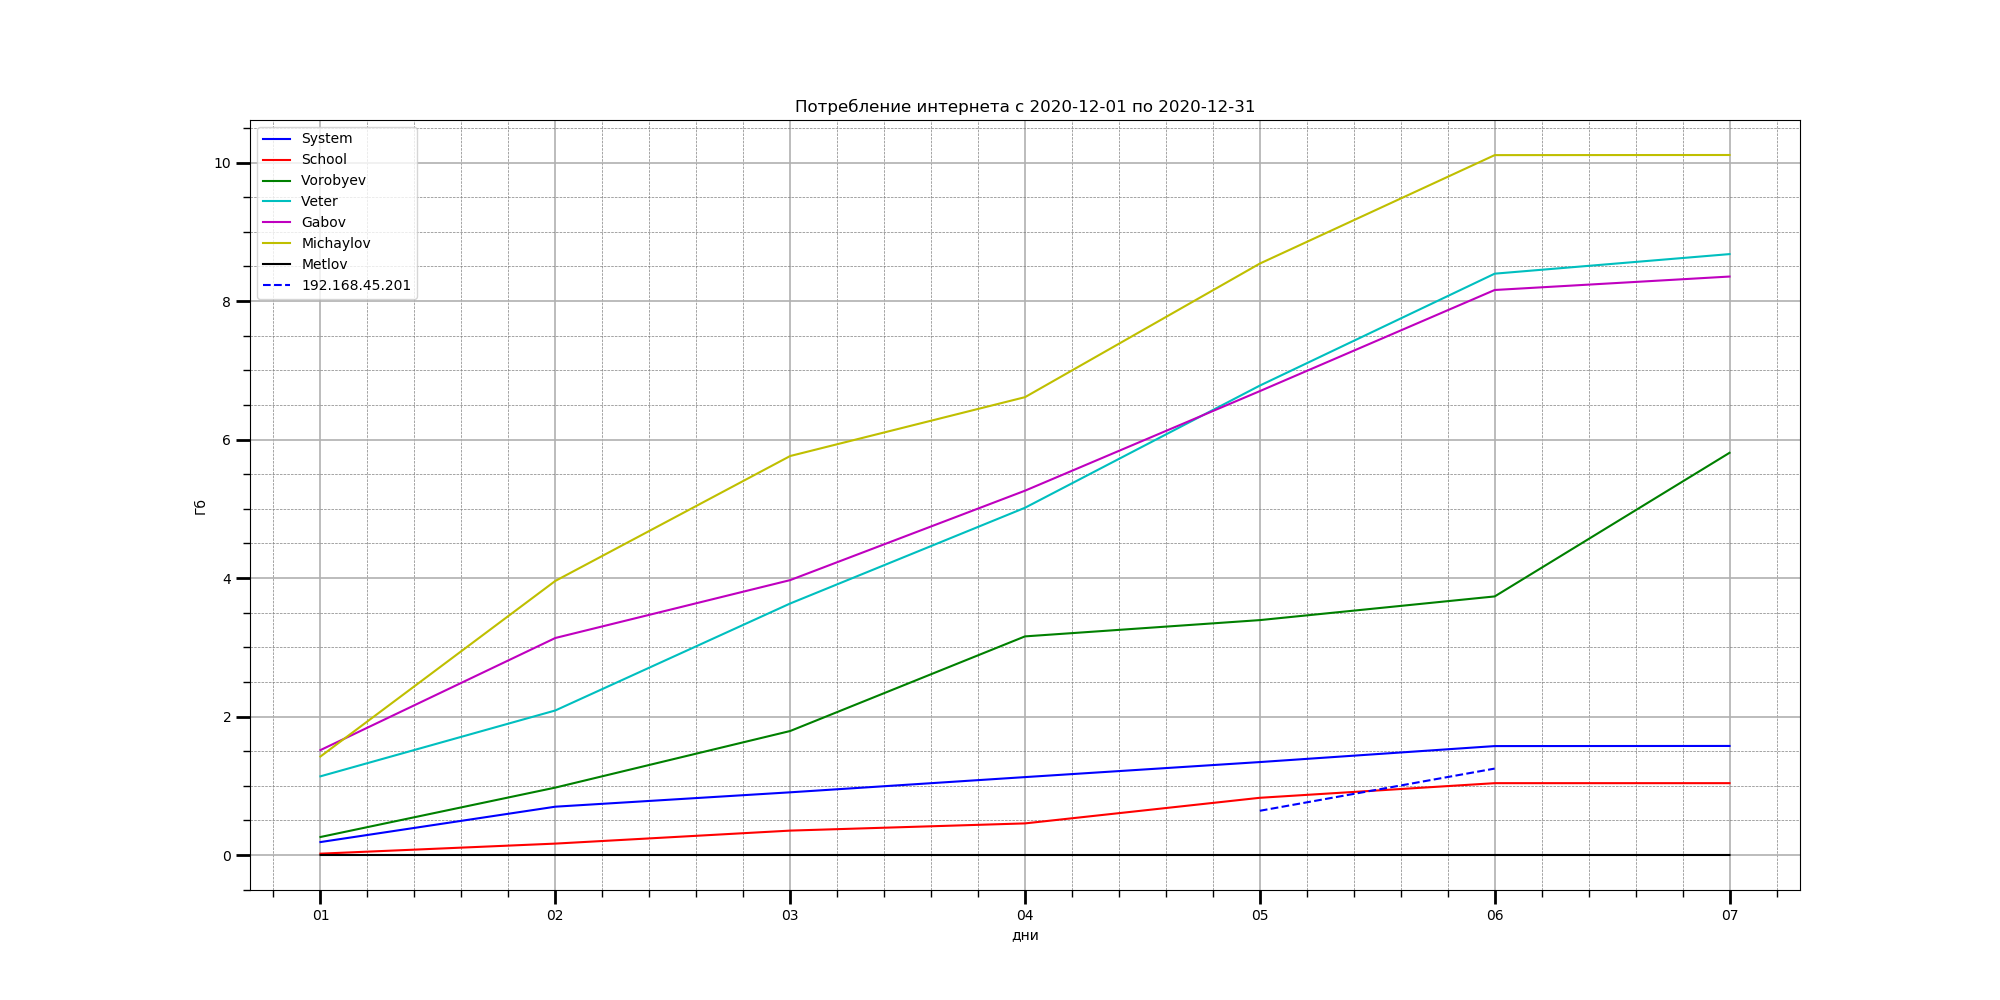 Потребление интернета с 2020-12-01 по 2020-12-31
System
School
Vorobyev
Veter
Gabov
Michaylov
Metlov
192.168.45.201
10
8
6
4
2
0
Гб
01 02 03 04 05 06 07
дни